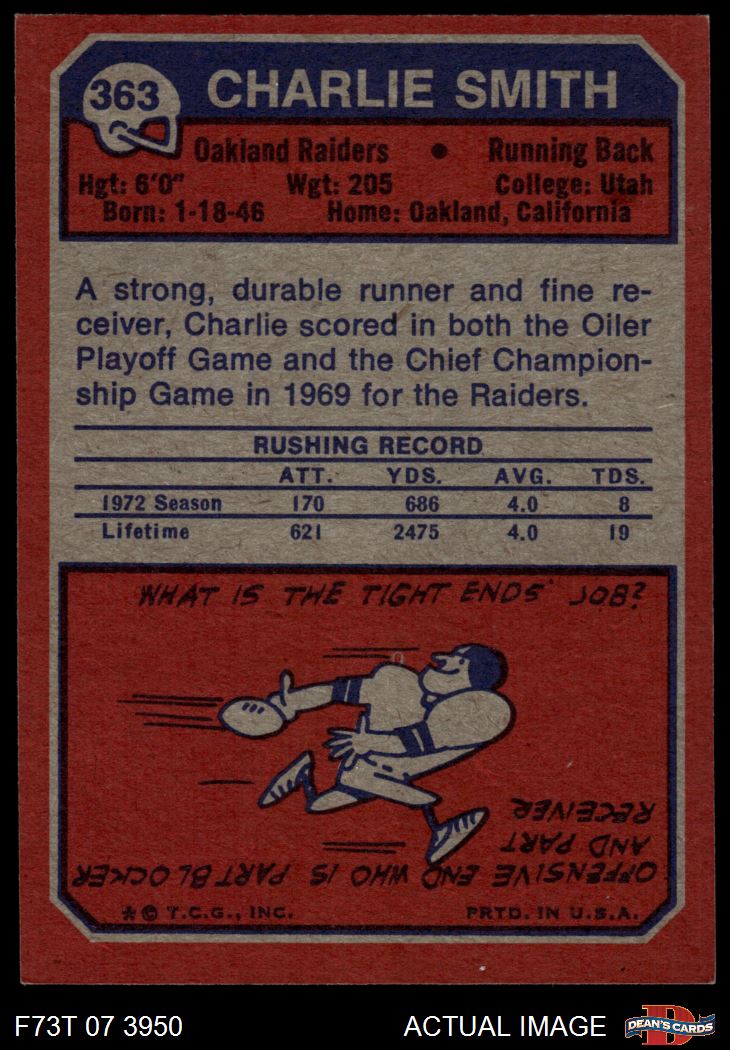 363 CHARLIE SMITH
Oakland Raiders • Running Back
Hgt: 6'0" Wgt: 205 College: Utah
Born: 1-18-46 Home: Oakland, California
A strong, durable runner and fine re-
ceiver, Charlie scored in both the Oiler
Playoff Game and the Chief Champion-
ship Game in 1969 for the Raiders.
RUSHING RECORD
ATT. YDS. AVG. TDS.
1972 Season 170 686 4.0 8
Lifetime 621 2475 4.0 19
WHAT IS THE TIGHT ENDS' JOB?
OFFENSIVE END WHO IS PART BLOCKER
AND PART
RECEIVER
* © T.C.G., INC. PRTD. IN U.S.A.
F73T 07 3950 ACTUAL IMAGE D DEAN'S CARDS